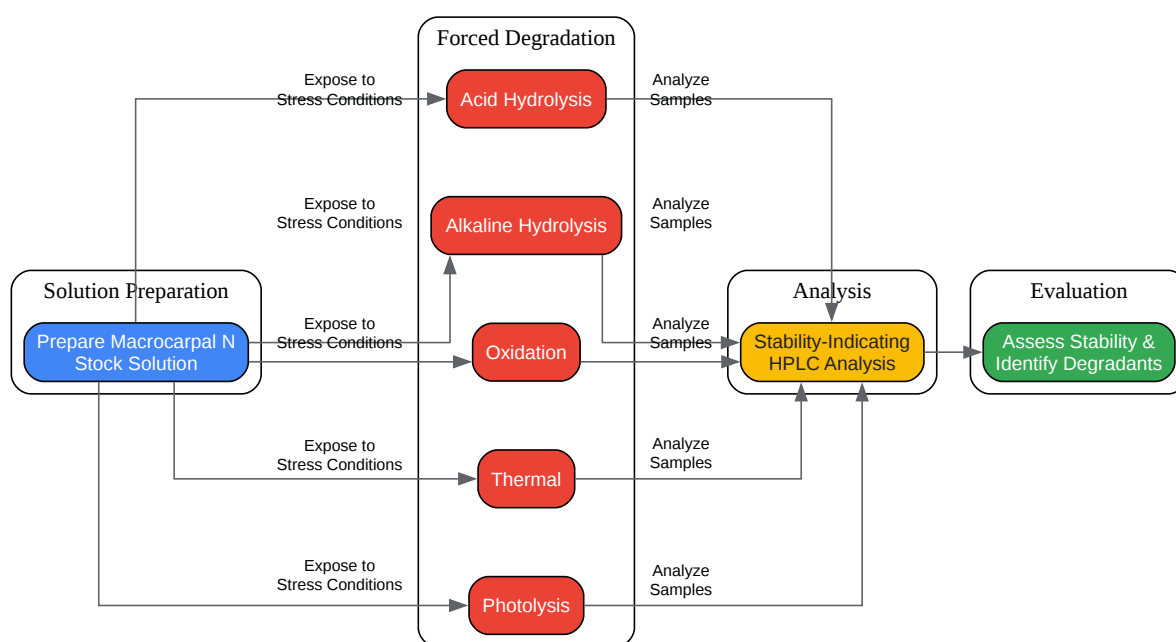 Forced Degradation
Expose to
Stress Conditions
Acid Hydrolysis
Analyze
Samples
Expose to
Stress Conditions
Alkaline Hydrolysis
Analyze
Samples
Solution Preparation
Prepare Macrocarpal N
Stock Solution
Expose to
Stress Conditions
Oxidation
Analyze
Samples
Analysis
Stability-Indicating
HPLC Analysis
Evaluation
Assess Stability &
Identify Degradants
Expose to
Stress Conditions
Thermal
Analyze
Samples
Expose to
Stress Conditions
Photolysis
Analyze
Samples